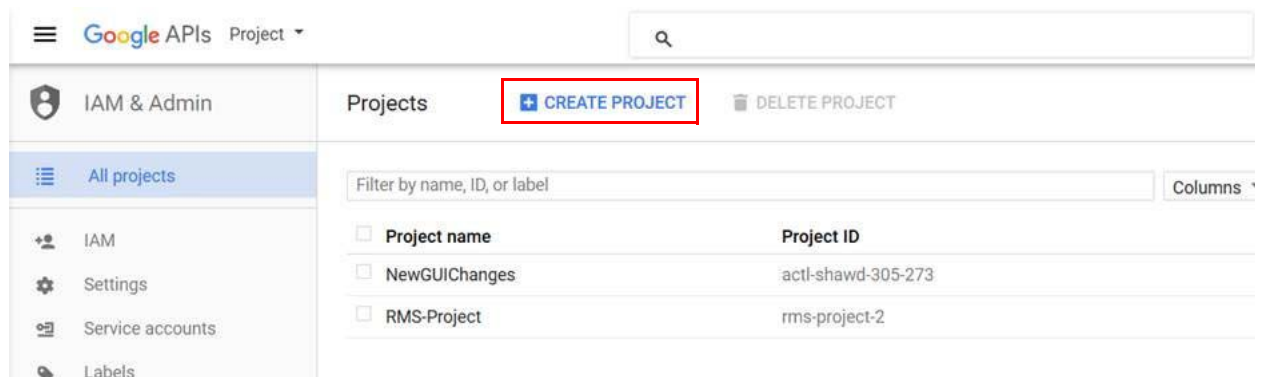 Google APIs Project
IAM & Admin
Projects CREATE PROJECT DELETE PROJECT
All projects
Filter by name, ID, or label Columns
Project name Project ID
IAM
NewGUIChanges actl-shawd-305-273
Settings
RMS-Project rms-project-2
Service accounts
Labels